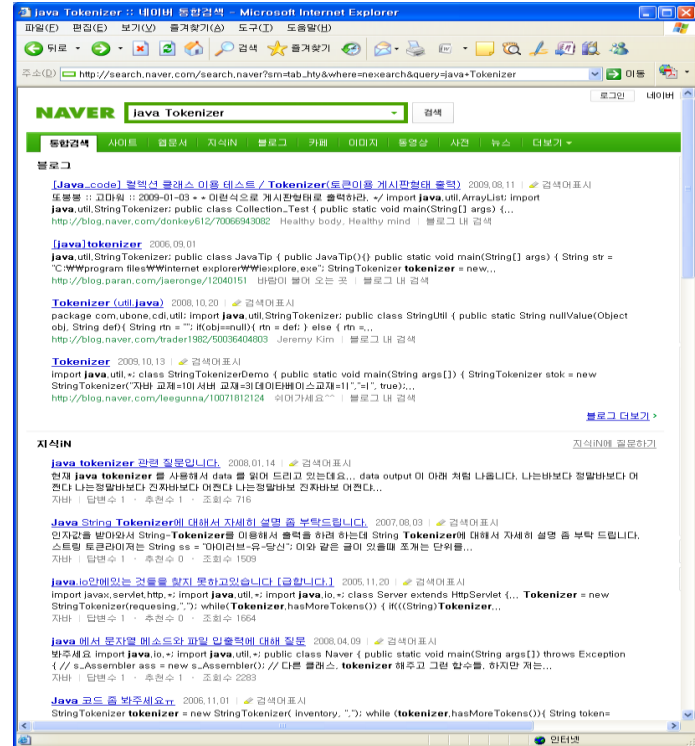 java Tokenizer :: 네이버 통합검색 - Microsoft Internet Explorer
파일(F) 편집(E) 보기(V) 즐겨찾기(A) 도구(T) 도움말(H)
뒤로 검색 즐겨찾기
주소(D) http://search.naver.com/search.naver?sm=tab_hty&where=nexearch&query=java+Tokenizer 이동
로그인 네이버
NAVER java Tokenizer 검색
통합검색 사이트 웹문서 지식iN 블로그 카페 이미지 동영상 사전 뉴스 더보기
블로그
[Java_code] 컬렉션 클래스 이용 테스트 / Tokenizer(토큰이용 게시판형태 출력) 2009.08.11 | 검색어표시
또봉봉 :: 고마워 :: 2009-01-03 * * 이런식으로 게시판형태로 출력하라. */ import java.util.ArrayList; import
java.util.StringTokenizer; public class Collection_Test { public static void main(String[] args) {...
http://blog.naver.com/donkey612/70066943082 Healthy body, Healthy mind | 블로그 내 검색
[java]tokenizer 2006.09.01
import java.util.StringTokenizer; public class JavaTip { public JavaTip(){} public static void main(String[] args) { String str =
"C:₩₩program files₩₩internet explorer₩₩iexplore.exe"; StringTokenizer tokenizer = new...
http://blog.paran.com/jaeronge/12040151 바람이 불어 오는 곳 | 블로그 내 검색
Tokenizer (util.java) 2008.10.20 | 검색어표시
package com.ubone.cdi.util; import java.util.StringTokenizer; public class StringUtil { public static String nullValue(Object
obj, String def){ String rtn = ""; if(obj==null){ rtn = def; } else { rtn =...
http://blog.naver.com/trader1982/50036404803 Jeremy Kim | 블로그 내 검색
Tokenizer 2009.10.13 | 검색어표시
import java.util.*; class StringTokenizerDemo { public static void main(String args[]) { StringTokenizer stok = new
StringTokenizer("자바 교재=10|서버 교재=3|데이타베이스교재=1|","=|", true);...
http://blog.naver.com/leegunna/10071812124 쉬어가세요^^ | 블로그 내 검색
블로그 더보기 >
지식iN 지식iN에 질문하기
java tokenizer 관련 질문입니다. 2008.01.14 | 검색어표시
현재 java tokenizer 를 사용해서 data 를 읽어 드리고 있는데요... data output 이 아래 처럼 나옵니다. 나는바보다 정말바보다 어
쩐다 나는정말바보다 진짜바보다 어쩐다 나는정말바보 진짜바보 어쩐다...
자바 | 답변수 1 · 추천수 1 · 조회수 716
Java String Tokenizer에 대해서 자세히 설명 좀 부탁드립니다. 2007.08.03 | 검색어표시
인자값을 받아와서 String-Tokenizer를 이용해서 출력을 하려 하는데 String Tokenizer에 대해서 자세히 설명 좀 부탁 드립니다.
스트링 토큰라이저는 String ss = "아이러브-유-당신"; 이와 같은 글이 있을때 쪼개는 단위를...
자바 | 답변수 1 · 추천수 0 · 조회수 1509
java.io안에있는 것들을 찾지 못하고있습니다 [급합니다.] 2005.11.20 | 검색어표시
import javax.servlet.http.*; import java.util.*; import java.io.*; class Server extends HttpServlet {... Tokenizer = new
StringTokenizer(requesing,","); while(Tokenizer.hasMoreTokens()) { if(((String)Tokenizer...
자바 | 답변수 1 · 추천수 0 · 조회수 1664
java 에서 문자열 메소드와 파일 입출력에 대해 질문 2008.04.09 | 검색어표시
봐주세요 import java.io.*; import java.util.*; public class Naver { public static void main(String args[]) throws Exception
{ // s_Assembler ass = new s_Assembler(); // 다른 클래스. tokenizer 해주고 그런 함수들. 하지만 저는...
자바 | 답변수 1 · 추천수 4 · 조회수 2283
Java 코드 좀 봐주세요ㅠ 2006.11.01 | 검색어표시
StringTokenizer tokenizer = new StringTokenizer( inventory, ","); while (tokenizer.hasMoreTokens()){ String token=
인터넷